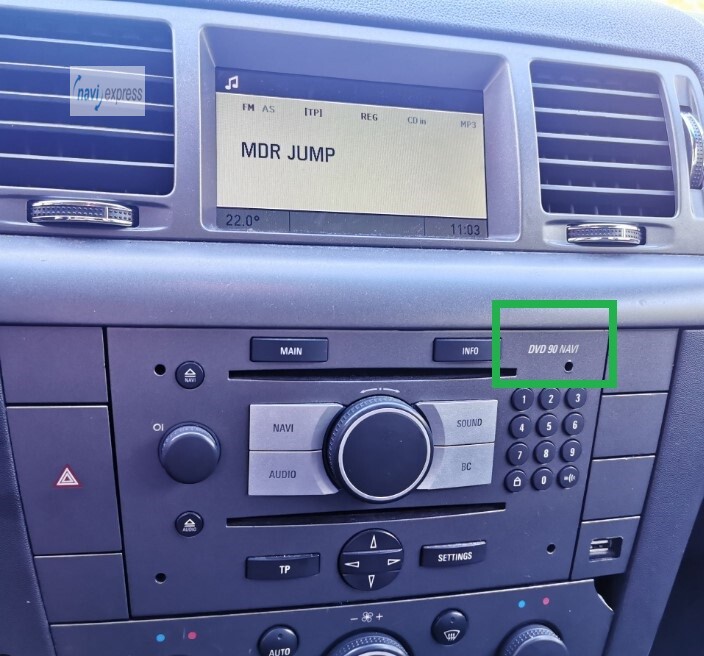 navi express
FM AS [TP] REG CD in MP3
MDR JUMP
22.0° 11:03
MAIN INFO DVD 90 NAVI
NAVI
1 2 3
NAVI SOUND
4 5 6
AUDIO BC
7 8 9
0
AUDIO
TP SETTINGS
AUTO